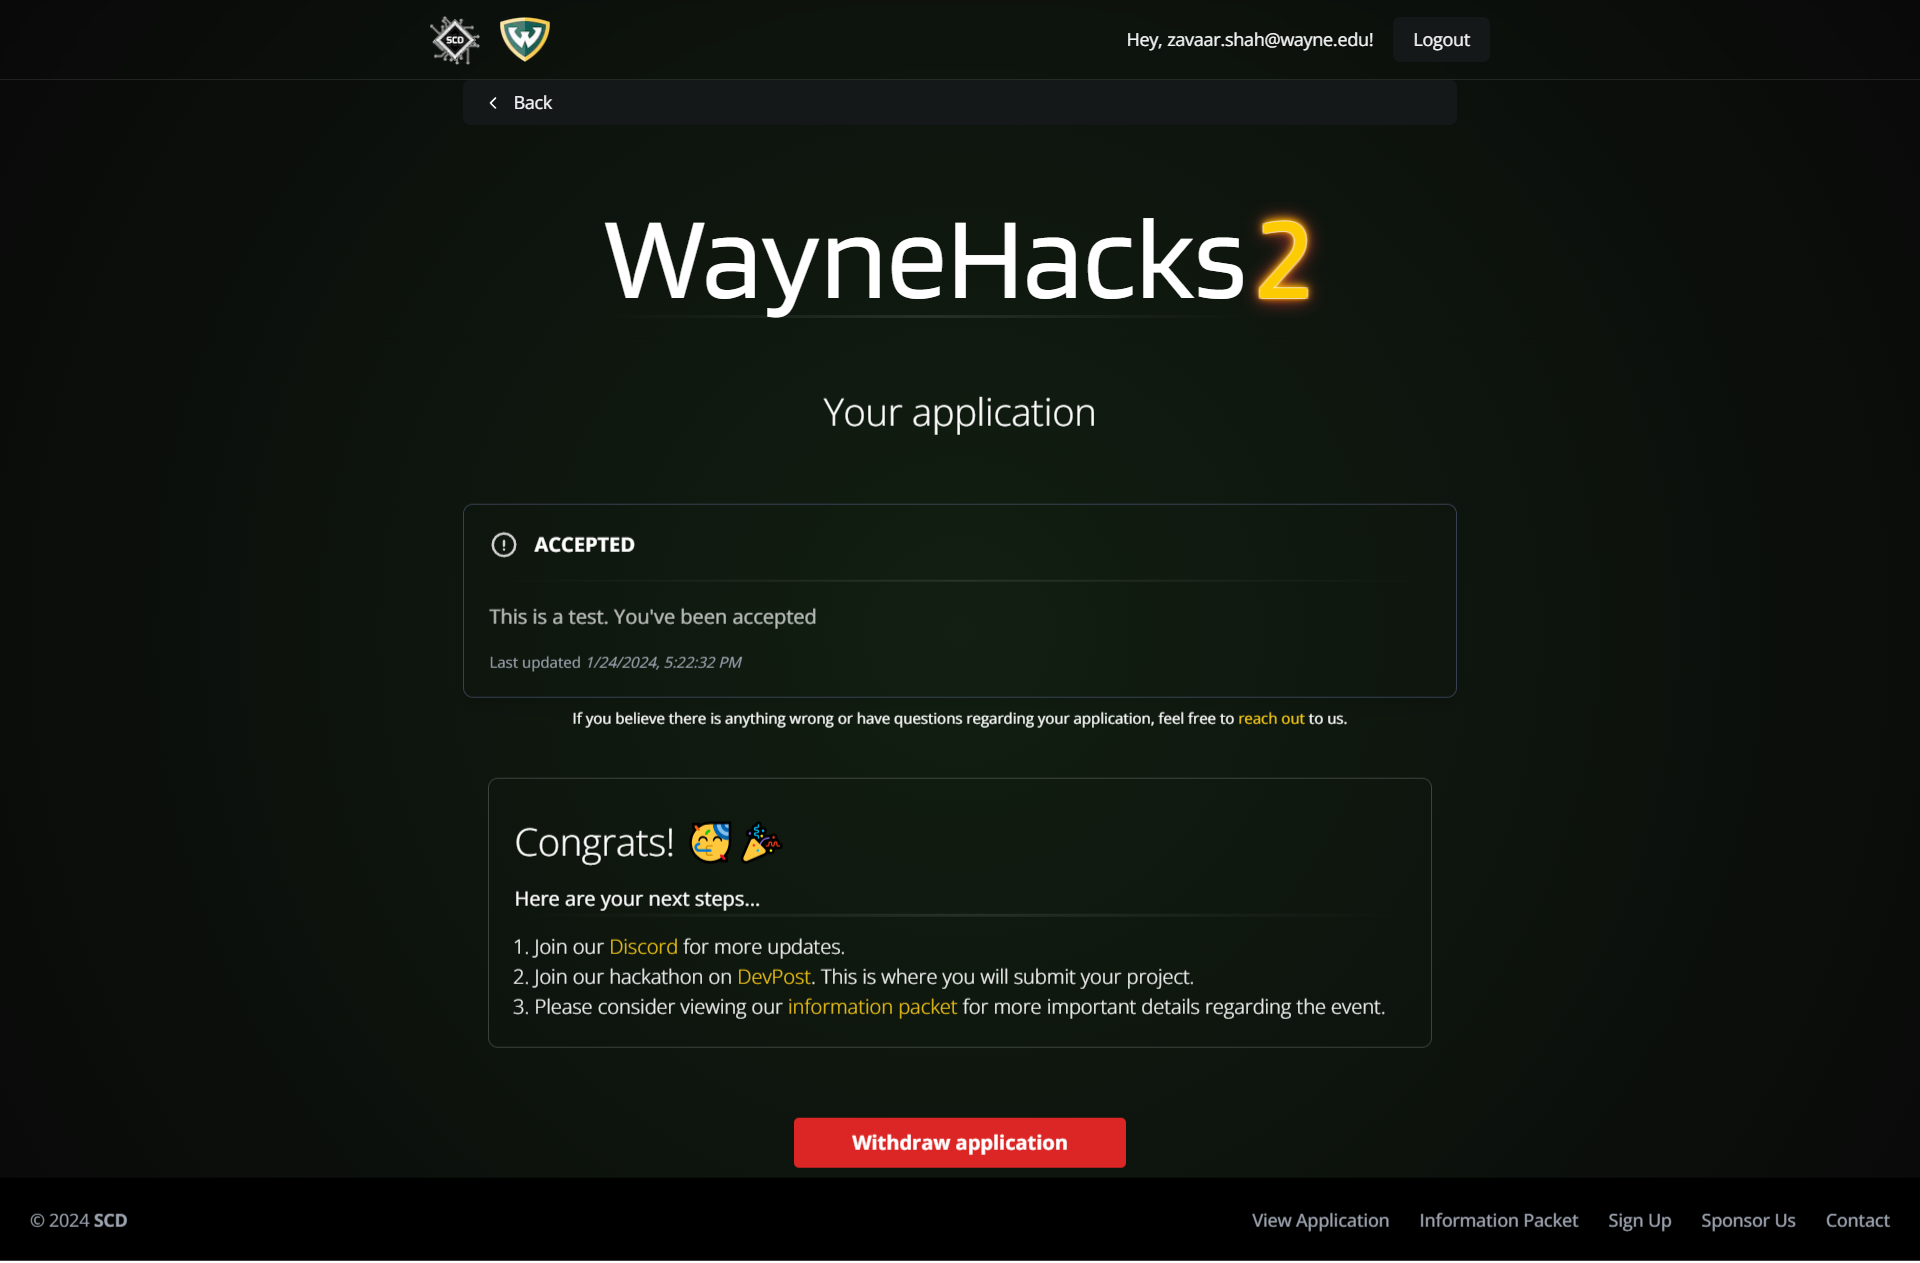 SCD
W
Hey, zavaar.shah@wayne.edu!
Logout
Back
WayneHacks 2
Your application
ACCEPTED
This is a test. You've been accepted
Last updated 1/24/2024, 5:22:32 PM
If you believe there is anything wrong or have questions regarding your application, feel free to reach out to us.
Congrats! 🥳 🎉
Here are your next steps...
1. Join our Discord for more updates.
2. Join our hackathon on DevPost. This is where you will submit your project.
3. Please consider viewing our information packet for more important details regarding the event.
Withdraw application
© 2024 SCD
View Application
Information Packet
Sign Up
Sponsor Us
Contact